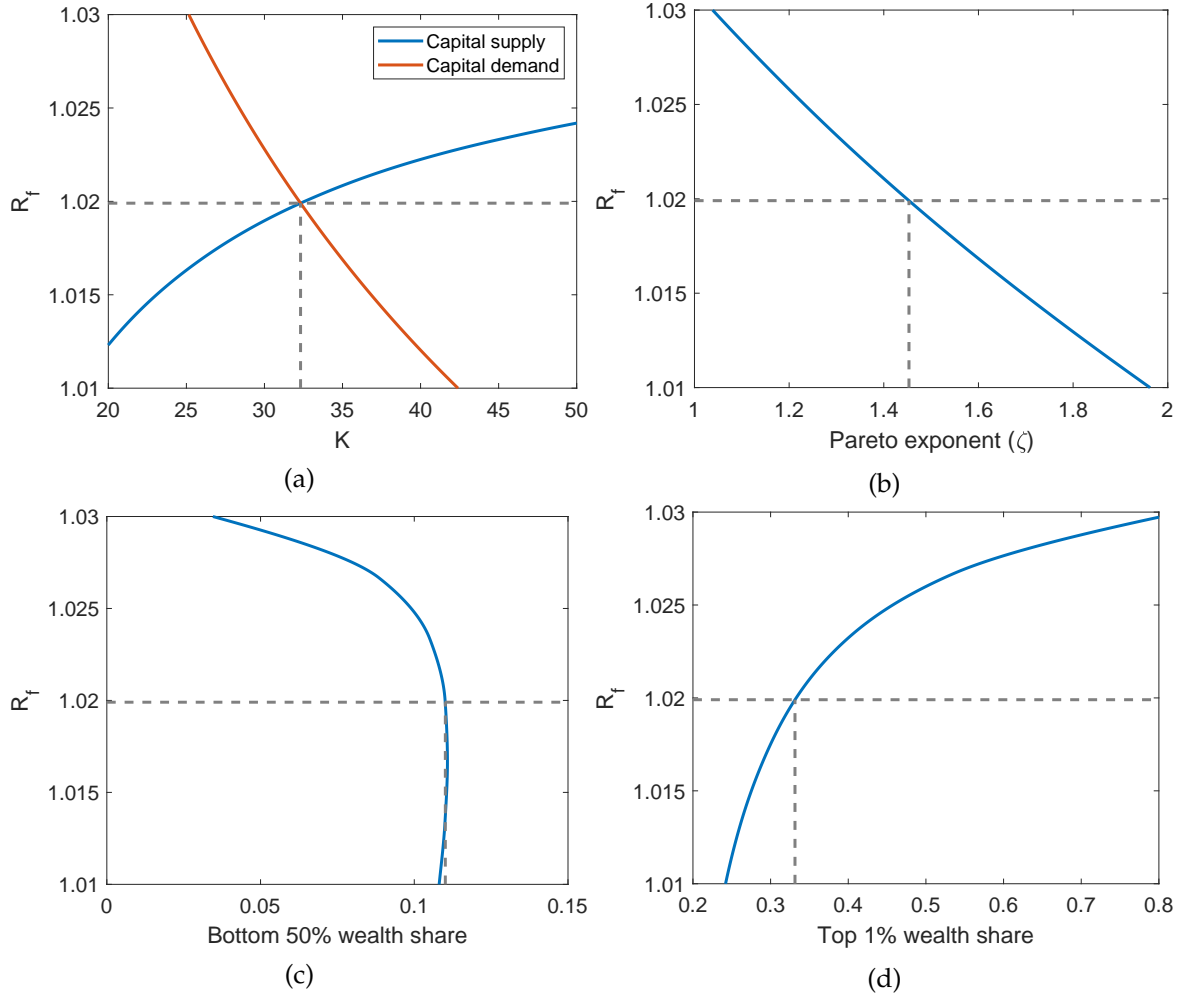 1.03
1.025
1.02
1.015
1.01
R_f
20 25 30 35 40 45 50
K
Capital supply
Capital demand
(a)
1.03
1.025
1.02
1.015
1.01
R_f
1 1.2 1.4 1.6 1.8 2
Pareto exponent (ζ)
(b)
1.03
1.025
1.02
1.015
1.01
R_f
0 0.05 0.1 0.15
Bottom 50% wealth share
(c)
1.03
1.025
1.02
1.015
1.01
R_f
0.2 0.3 0.4 0.5 0.6 0.7 0.8
Top 1% wealth share
(d)